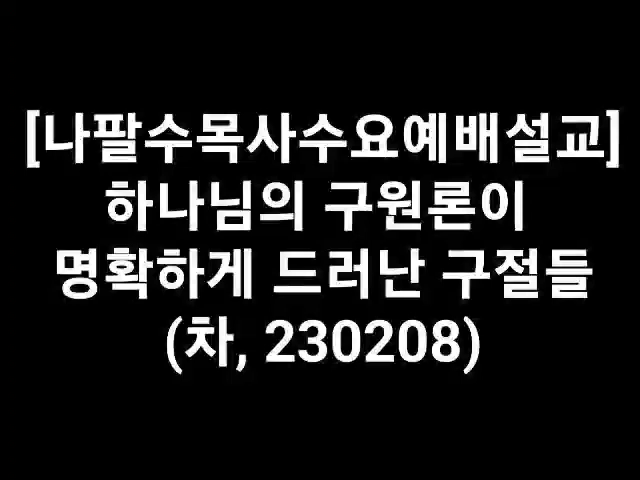 [나팔수목사수요예배설교]
하나님의 구원론이
명확하게 드러난 구절들
(차, 230208)